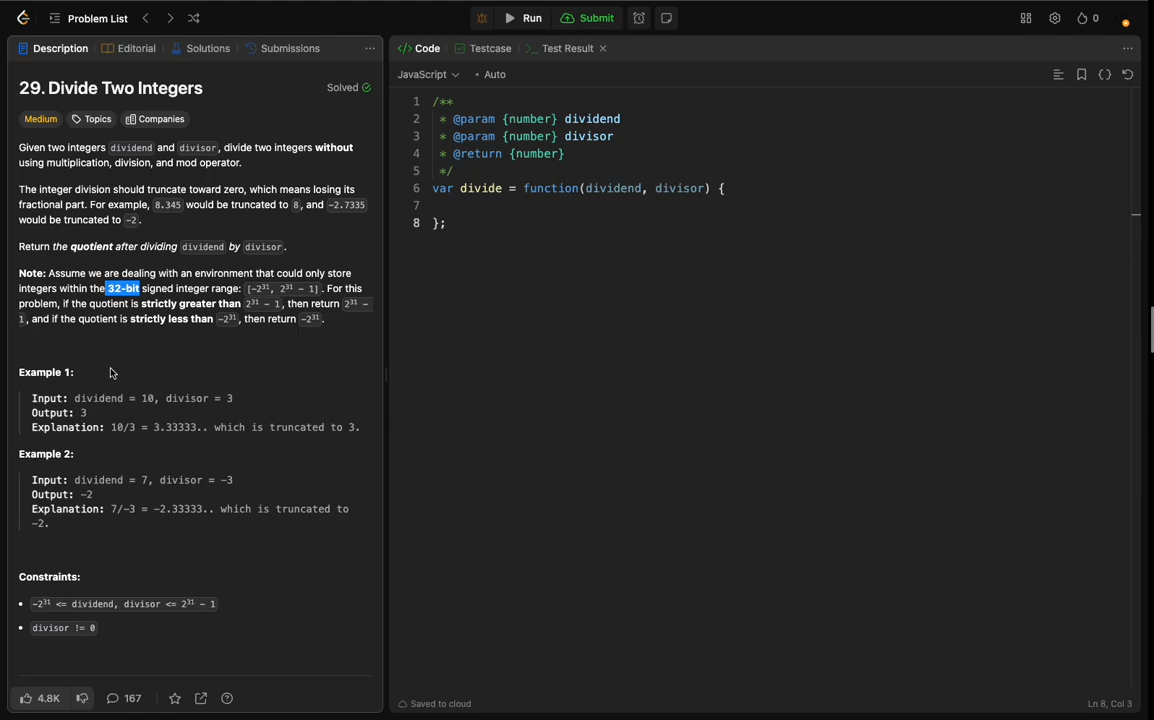 Problem List
Run
Submit
0
Description
Editorial
Solutions
Submissions
</> Code
Testcase
Test Result
JavaScript
Auto
29. Divide Two Integers
Solved
Medium
Topics
Companies
Given two integers dividend and divisor, divide two integers without
using multiplication, division, and mod operator.
The integer division should truncate toward zero, which means losing its
fractional part. For example, 8.345 would be truncated to 8, and -2.7335
would be truncated to -2.
Return the quotient after dividing dividend by divisor.
Note: Assume we are dealing with an environment that could only store
integers within the 32-bit signed integer range: [−2³¹, 2³¹ − 1]. For this
problem, if the quotient is strictly greater than 2³¹ − 1, then return 2³¹ −
1, and if the quotient is strictly less than −2³¹, then return −2³¹.
Example 1:
Input: dividend = 10, divisor = 3
Output: 3
Explanation: 10/3 = 3.33333.. which is truncated to 3.
Example 2:
Input: dividend = 7, divisor = -3
Output: -2
Explanation: 7/-3 = -2.33333.. which is truncated to
-2.
Constraints:
• −2³¹ <= dividend, divisor <= 2³¹ − 1
• divisor != 0
4.8K
167
1 /**
2 * @param {number} dividend
3 * @param {number} divisor
4 * @return {number}
5 */
6 var divide = function(dividend, divisor) {
7
8 };
Saved to cloud
Ln 8, Col 3